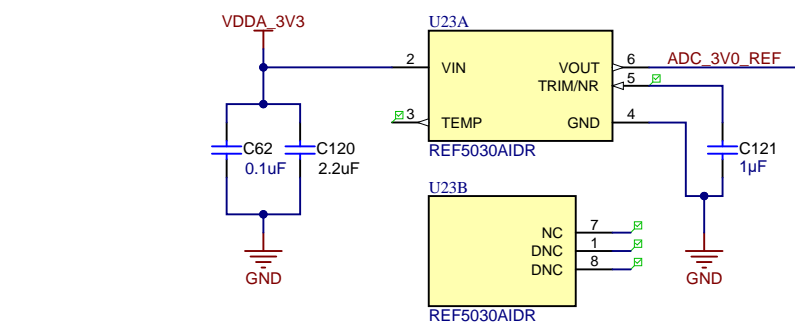 VDDA_3V3
U23A
2
VIN
VOUT
6
ADC_3V0_REF
TRIM/NR
5
3
TEMP
GND
4
REF5030AIDR
C62
0.1uF
C120
2.2uF
C121
1µF
U23B
NC
7
DNC
1
DNC
8
REF5030AIDR
GND
GND